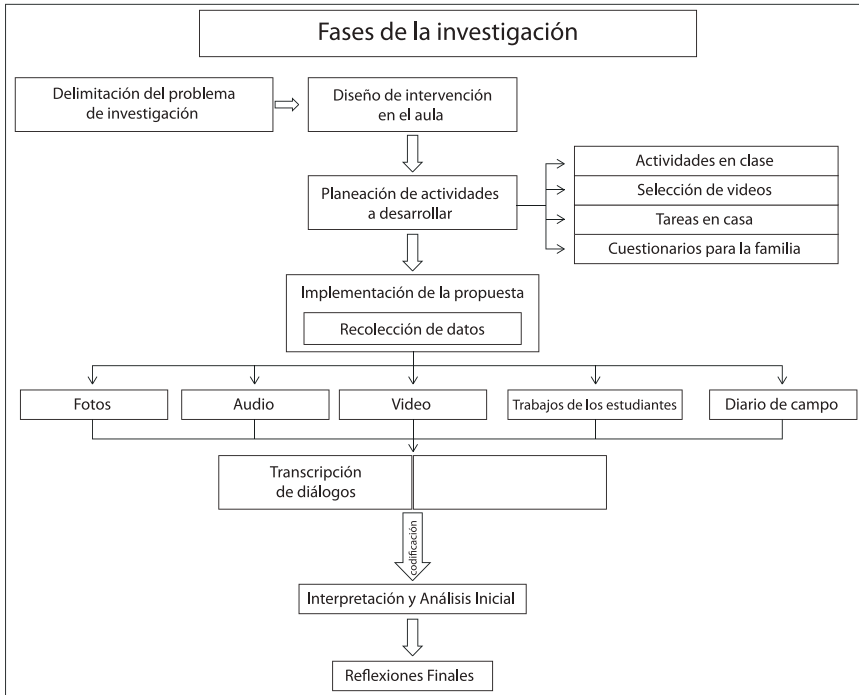 Fases de la investigación
Delimitación del problema
de investigación
Diseño de intervención
en el aula
Planeación de actividades
a desarrollar
Actividades en clase
Selección de videos
Tareas en casa
Cuestionarios para la familia
Implementación de la propuesta
Recolección de datos
Fotos
Audio
Video
Trabajos de los estudiantes
Diario de campo
Transcripción
de diálogos
codificación
Interpretación y Análisis Inicial
Reflexiones Finales